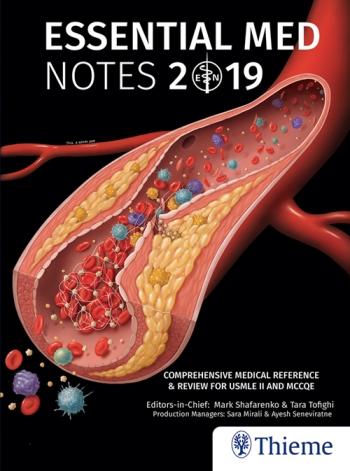 ESSENTIAL MED
NOTES 2019
E N
COMPREHENSIVE MEDICAL REFERENCE
& REVIEW FOR USMLE II AND MCCQE
Editors-in-Chief: Mark Shafarenko & Tara Tofighi
Production Managers: Sara Mirali & Ayesh Seneviratne
Thieme